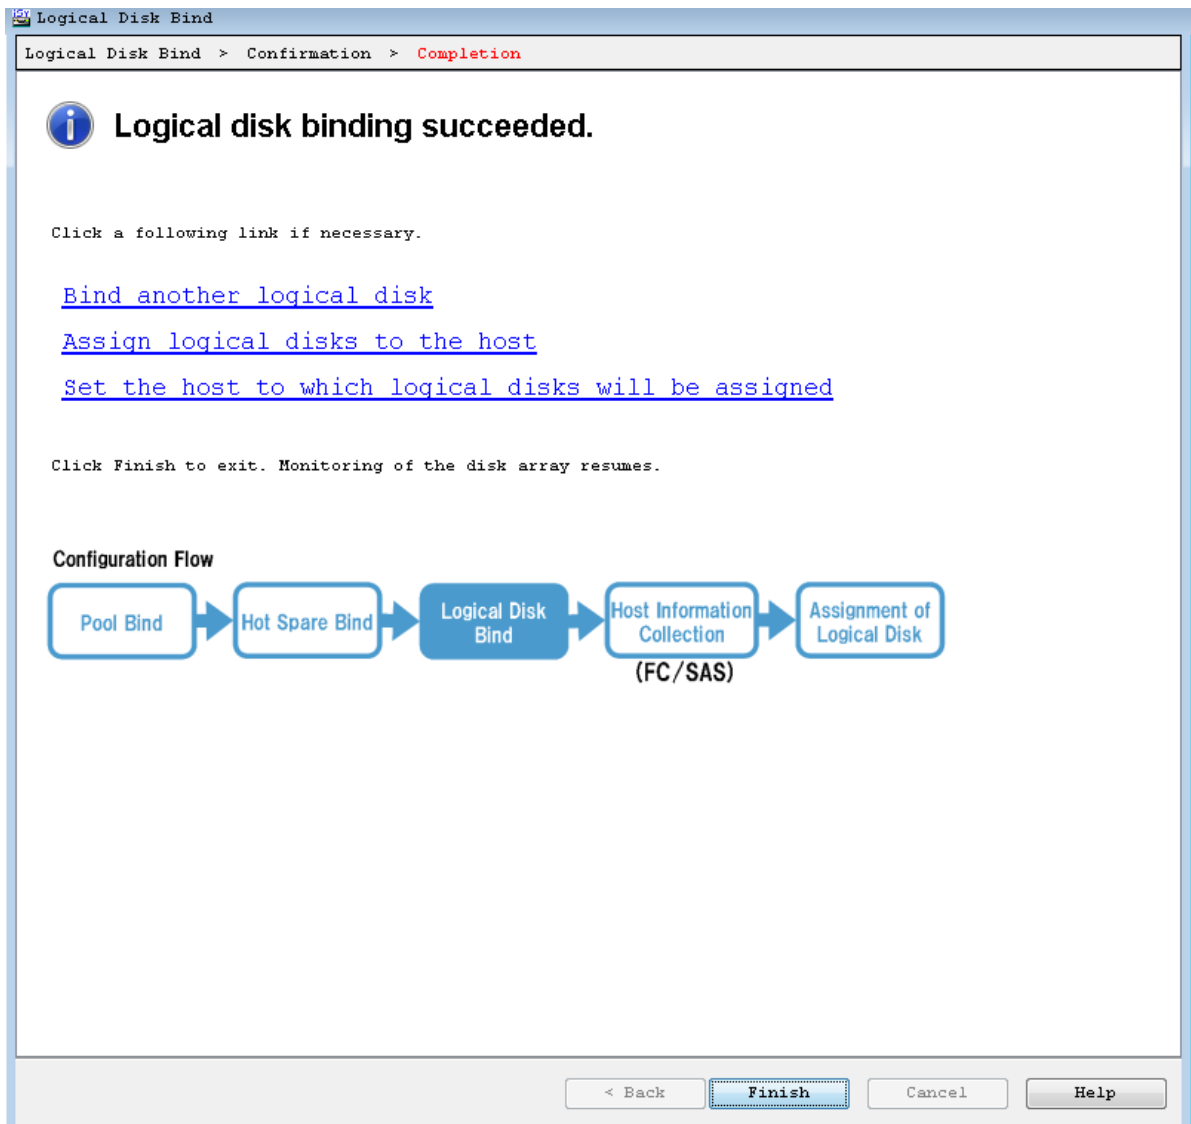 Logical Disk Bind
Logical Disk Bind > Confirmation > Completion
Logical disk binding succeeded.
Click a following link if necessary.
Bind another logical disk
Assign logical disks to the host
Set the host to which logical disks will be assigned
Click Finish to exit. Monitoring of the disk array resumes.
Configuration Flow
Pool Bind
Hot Spare Bind
Logical Disk
Bind
Host Information
Collection
Assignment of
Logical Disk
(FC/SAS)
< Back
Finish
Cancel
Help